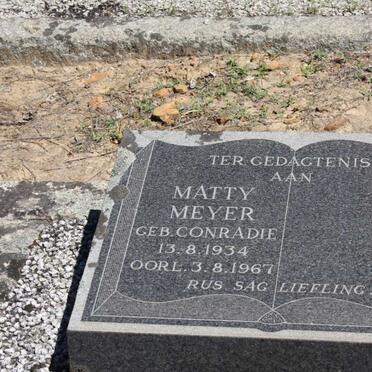 TER GEDAGTENIS
AAN
MATTY
MEYER
GEB. CONRADIE
13.8.1934
OORL. 3.8.1967
RUS SAG LIEFLING